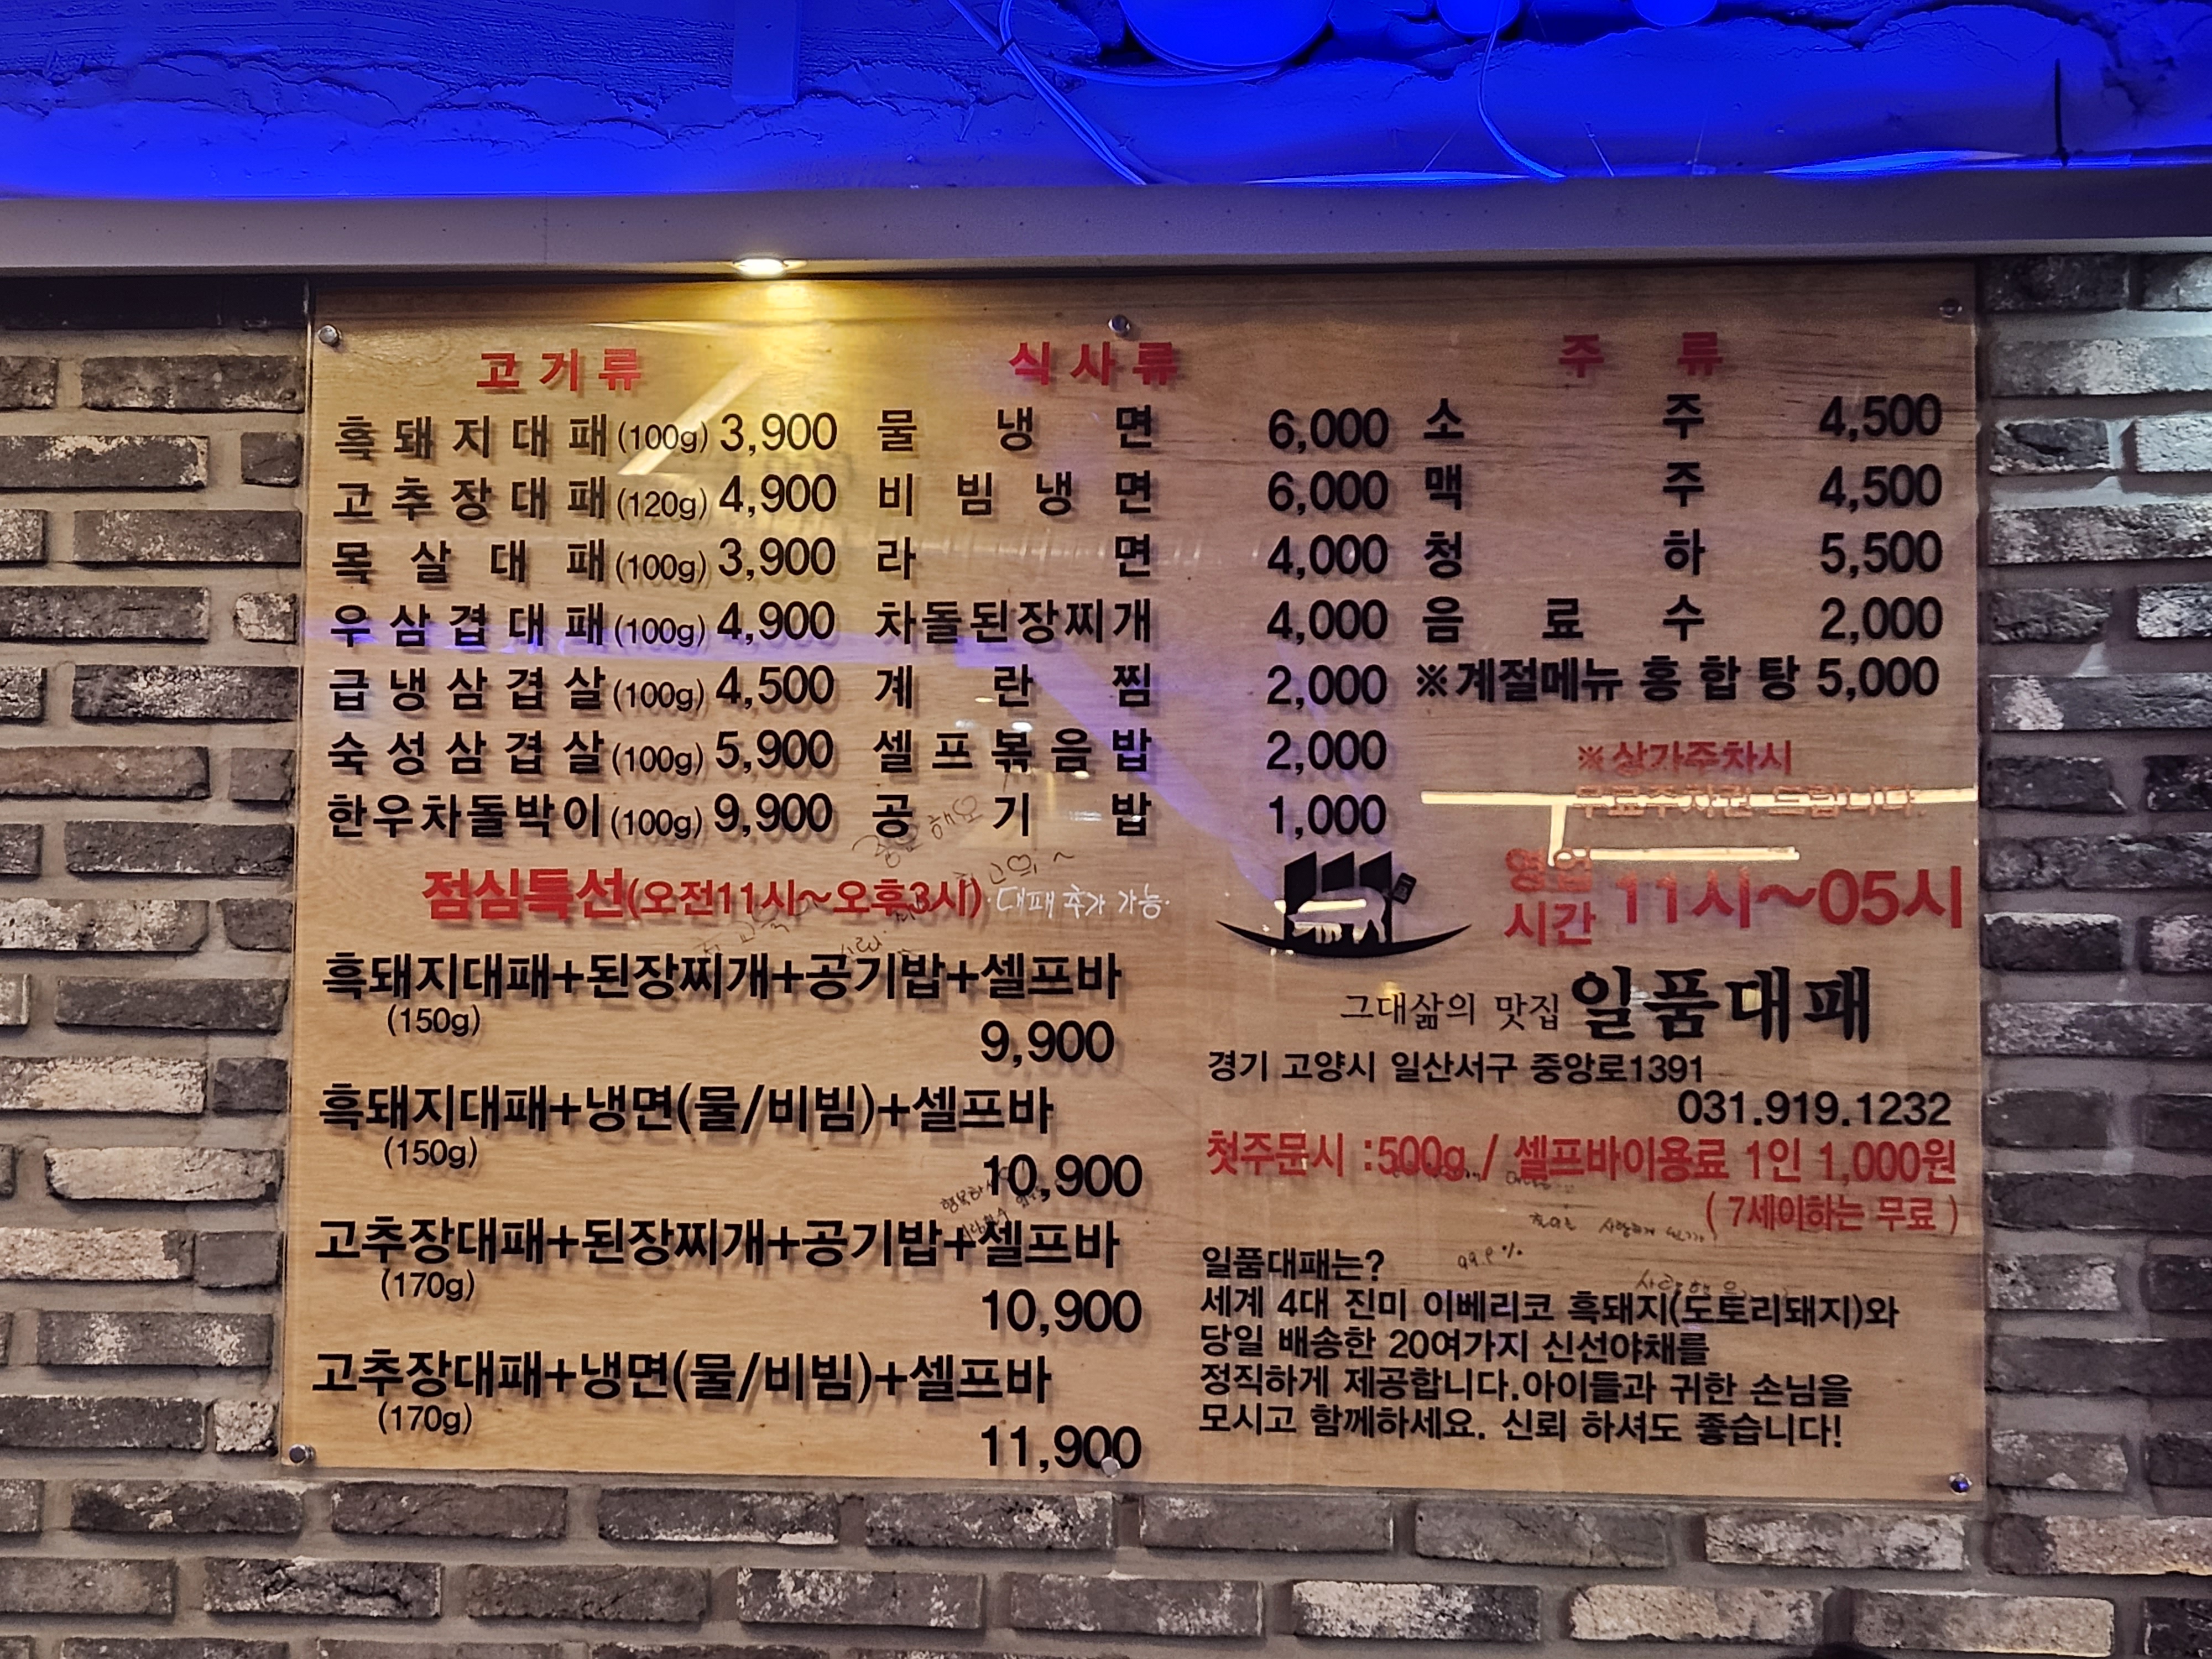 고기류
흑돼지대패(100g) 3,900
고추장대패(120g) 4,900
목살대패(100g) 3,900
우삼겹대패(100g) 4,900
급냉삼겹살(100g) 4,500
숙성삼겹살(100g) 5,900
한우차돌박이(100g) 9,900
식사류
물냉면 6,000
비빔냉면 6,000
라면 4,000
차돌된장찌개 4,000
계란찜 2,000
셀프볶음밥 2,000
공기밥 1,000
주류
소주 4,500
맥주 4,500
청하 5,500
음료수 2,000
※계절메뉴 홍합탕 5,000
※상가주차시
무료주차권 드립니다.
점심특선(오전11시~오후3시) 대패 추가 가능.
흑돼지대패+된장찌개+공기밥+셀프바
(150g)
9,900
흑돼지대패+냉면(물/비빔)+셀프바
(150g)
10,900
고추장대패+된장찌개+공기밥+셀프바
(170g)
10,900
고추장대패+냉면(물/비빔)+셀프바
(170g)
11,900
영업시간 11시~05시
그대삶의 맛집 일품대패
경기 고양시 일산서구 중앙로1391
031.919.1232
첫주문시 :500g / 셀프바이용료 1인 1,000원
( 7세이하는 무료 )
99.9%
일품대패는?
세계 4대 진미 이베리코 흑돼지(도토리돼지)와
당일 배송한 20여가지 신선야채를
정직하게 제공합니다.아이들과 귀한 손님을
모시고 함께하세요. 신뢰 하셔도 좋습니다!